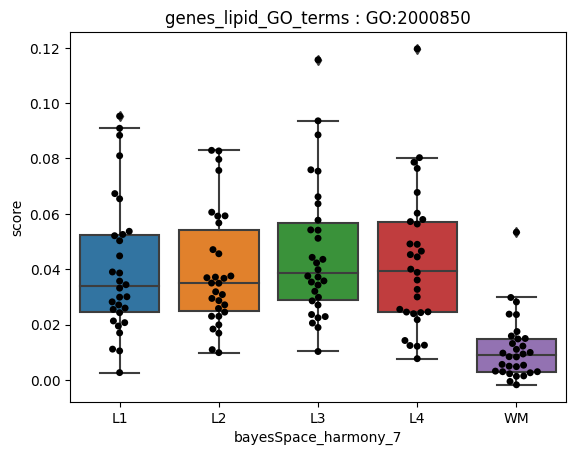 genes_lipid_GO_terms : GO:2000850
0.12
0.10
0.08
0.06
0.04
0.02
0.00
score
L1 L2 L3 L4 WM
bayesSpace_harmony_7